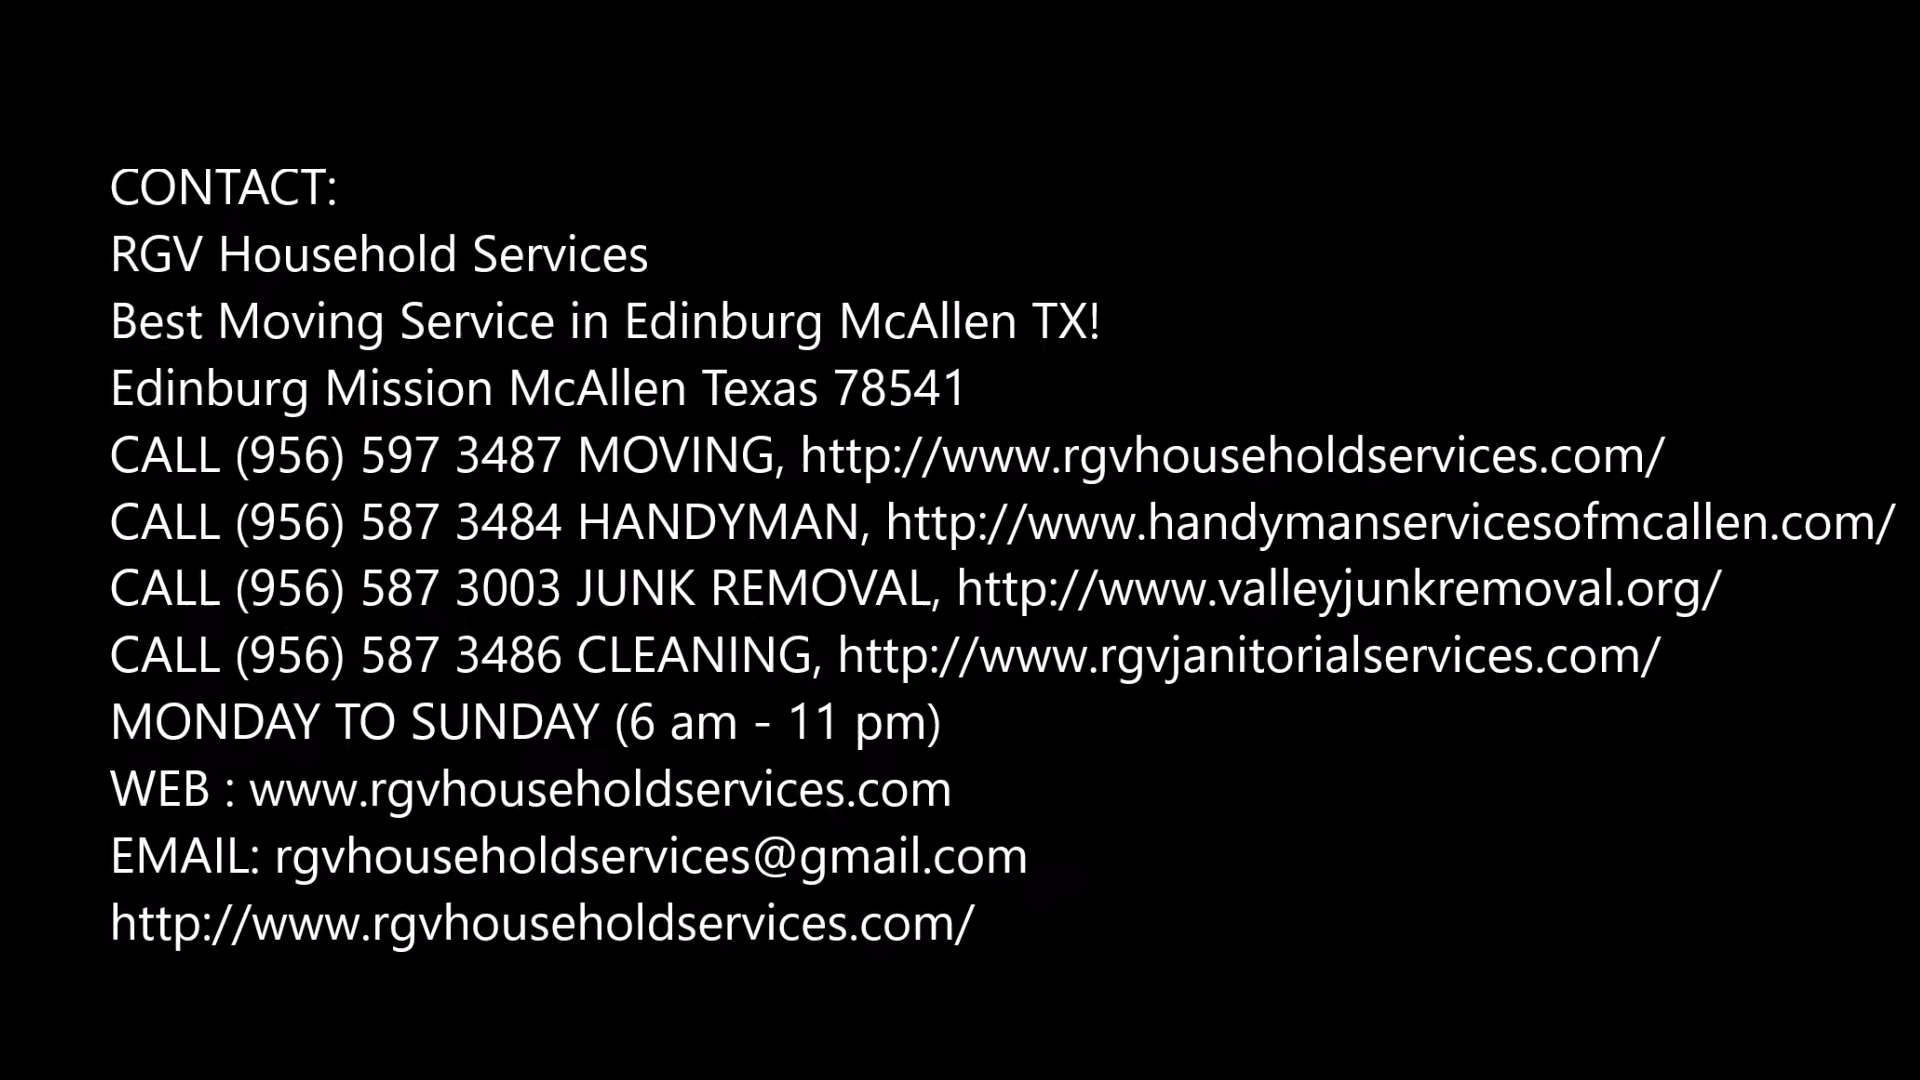 CONTACT:
RGV Household Services
Best Moving Service in Edinburg McAllen TX!
Edinburg Mission McAllen Texas 78541
CALL (956) 597 3487 MOVING, http://www.rgvhouseholdservices.com/
CALL (956) 587 3484 HANDYMAN, http://www.handymanservicesofmcallen.com/
CALL (956) 587 3003 JUNK REMOVAL, http://www.valleyjunkremoval.org/
CALL (956) 587 3486 CLEANING, http://www.rgvjanitorialservices.com/
MONDAY TO SUNDAY (6 am - 11 pm)
WEB : www.rgvhouseholdservices.com
EMAIL: rgvhouseholdservices@gmail.com
http://www.rgvhouseholdservices.com/